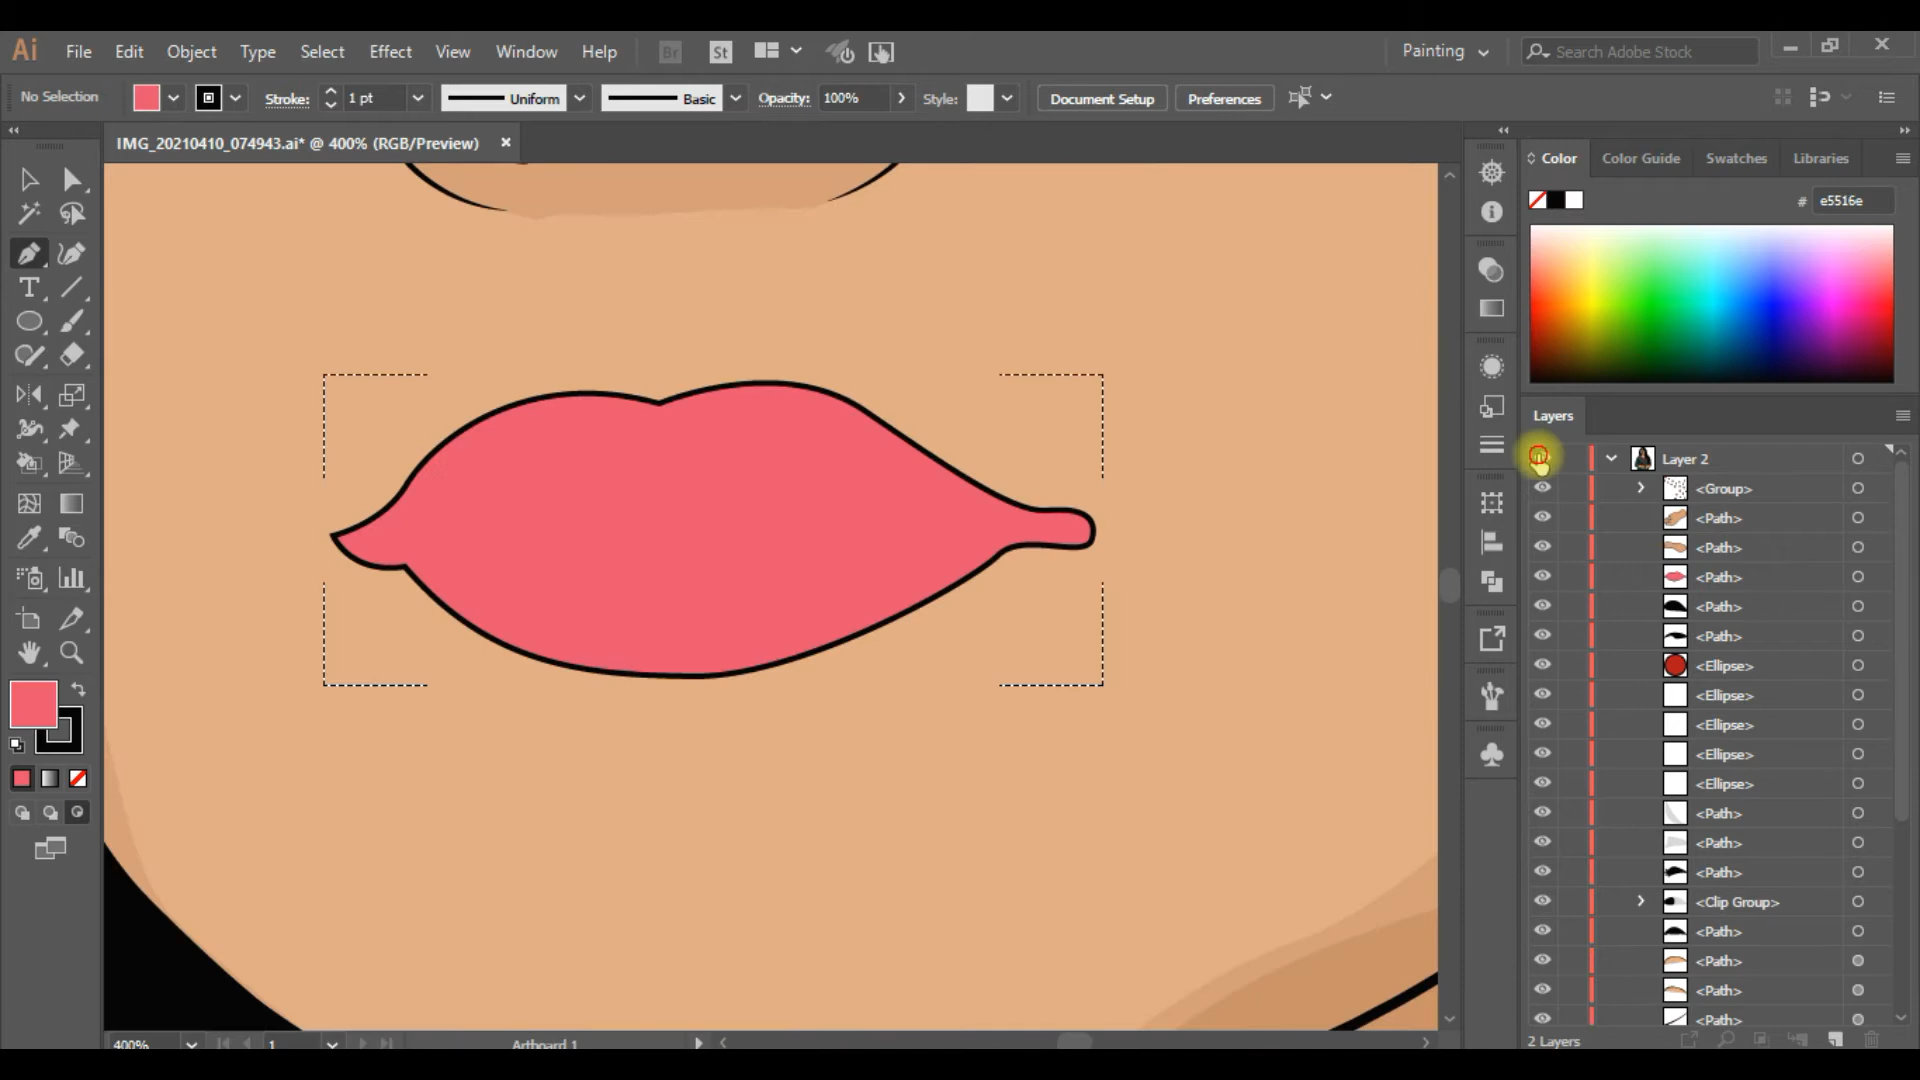 Ai File Edit Object Type Select Effect View Window Help Br St Painting Search Adobe Stock
No Selection Stroke: 1 pt Uniform Basic Opacity: 100% Style: Document Setup Preferences
IMG_20210410_074943.ai* @ 400% (RGB/Preview)
Color Color Guide Swatches Libraries
# e5516e
Layers
Layer 2
<Group>
<Path>
<Path>
<Path>
<Path>
<Path>
<Ellipse>
<Ellipse>
<Ellipse>
<Ellipse>
<Ellipse>
<Path>
<Path>
<Path>
<Clip Group>
<Path>
<Path>
<Path>
<Path>
400% 1 Artboard 1 2 Layers